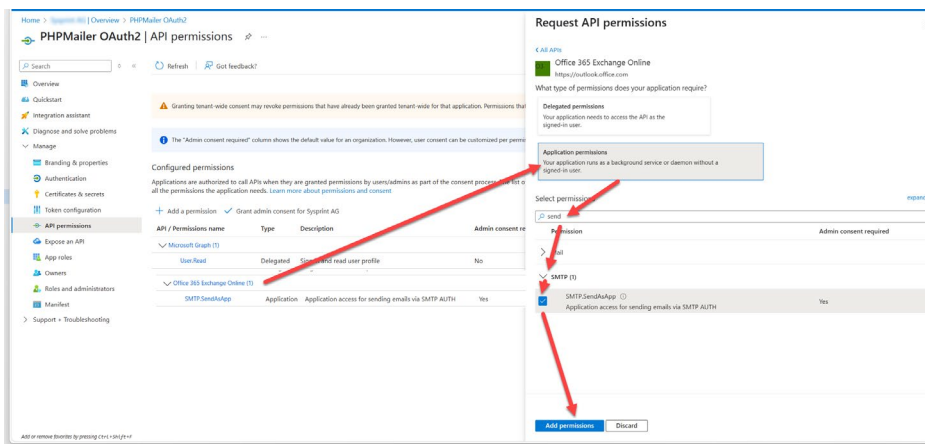 Home > | Overview > PHPMailer OAuth2
PHPMailer OAuth2 | API permissions
Search
Refresh
Got feedback?
Overview
Quickstart
Integration assistant
Diagnose and solve problems
Manage
Branding & properties
Authentication
Certificates & secrets
Token configuration
API permissions
Expose an API
App roles
Owners
Roles and administrators
Manifest
Support + Troubleshooting
Add or remove favorites by pressing Ctrl+Shift+F
Granting tenant-wide consent may revoke permissions that have already been granted tenant-wide for that application. Permissions that
The "Admin consent required" column shows the default value for an organization. However, user consent can be customized per permis
Configured permissions
Applications are authorized to call APIs when they are granted permissions by users/admins as part of the consent process. The list o
all the permissions the application needs. Learn more about permissions and consent
Add a permission
Grant admin consent for Sysprint AG
API / Permissions name Type Description Admin consent re
Microsoft Graph (1)
User.Read Delegated Sign in and read user profile No
Office 365 Exchange Online (1)
SMTP.SendAsApp Application Application access for sending emails via SMTP AUTH Yes
Request API permissions
All APIs
Office 365 Exchange Online
https://outlook.office.com
What type of permissions does your application require?
Delegated permissions
Your application needs to access the API as the
signed-in user.
Application permissions
Your application runs as a background service or daemon without a
signed-in user.
Select permissions
expand
send
Permission Admin consent required
SMTP (1)
SMTP.SendAsApp Yes
Application access for sending emails via SMTP AUTH
Add permissions
Discard